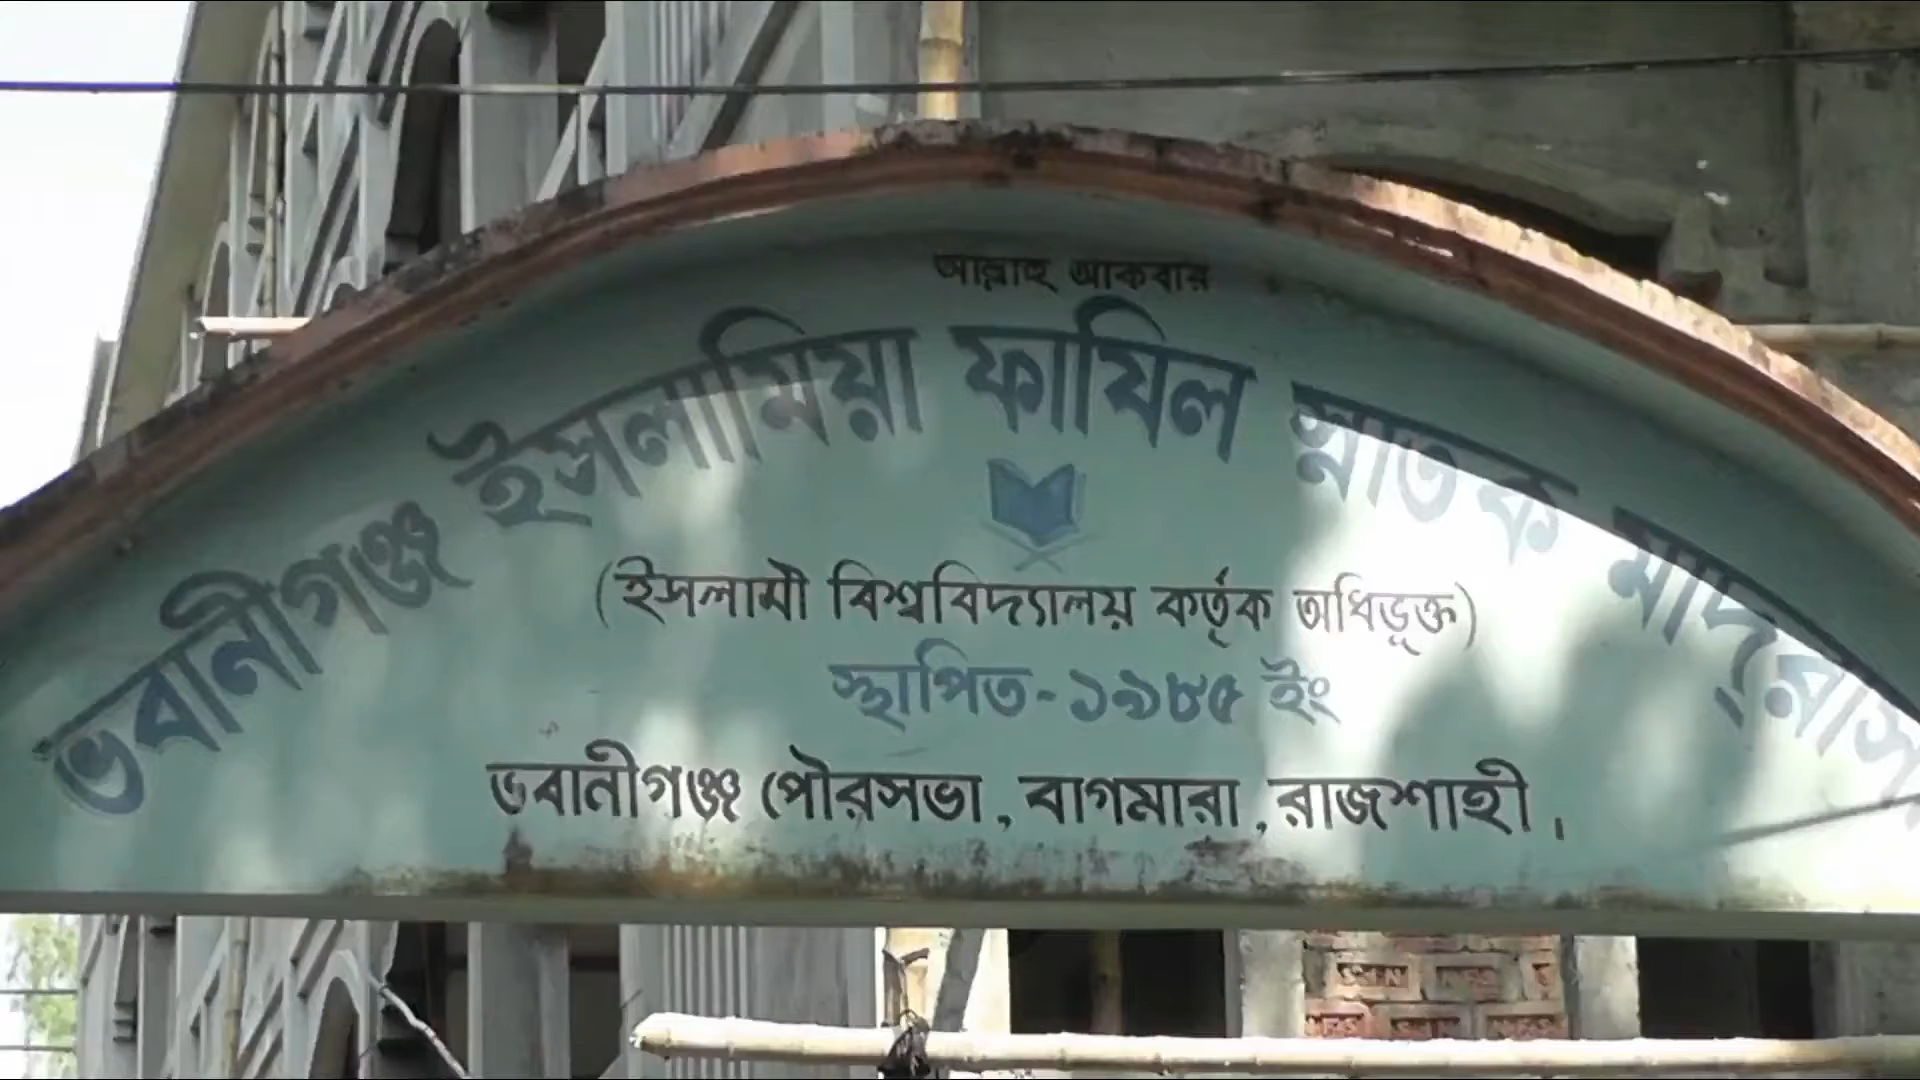 আল্লাহু আকবার
ভবানীগঞ্জ ইসলামিয়া ফাযিল স্নাতক মাদ্রাস
(ইসলামী বিশ্ববিদ্যালয় কর্তৃক অধিভূক্ত)
স্থাপিত-১৯৮৫ ইং
ভবানীগঞ্জ পৌরসভা, বাগমারা, রাজশাহী।